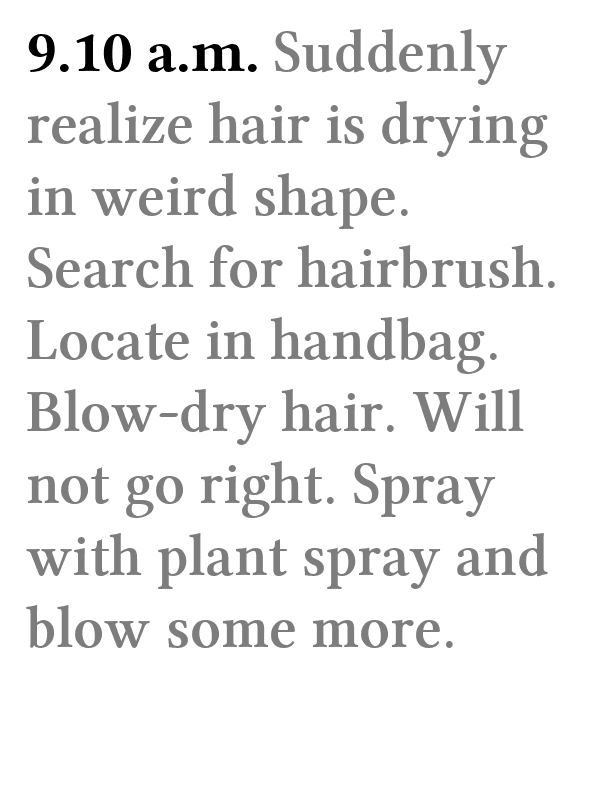 9.10 a.m. Suddenly
realize hair is drying
in weird shape.
Search for hairbrush.
Locate in handbag.
Blow-dry hair. Will
not go right. Spray
with plant spray and
blow some more.